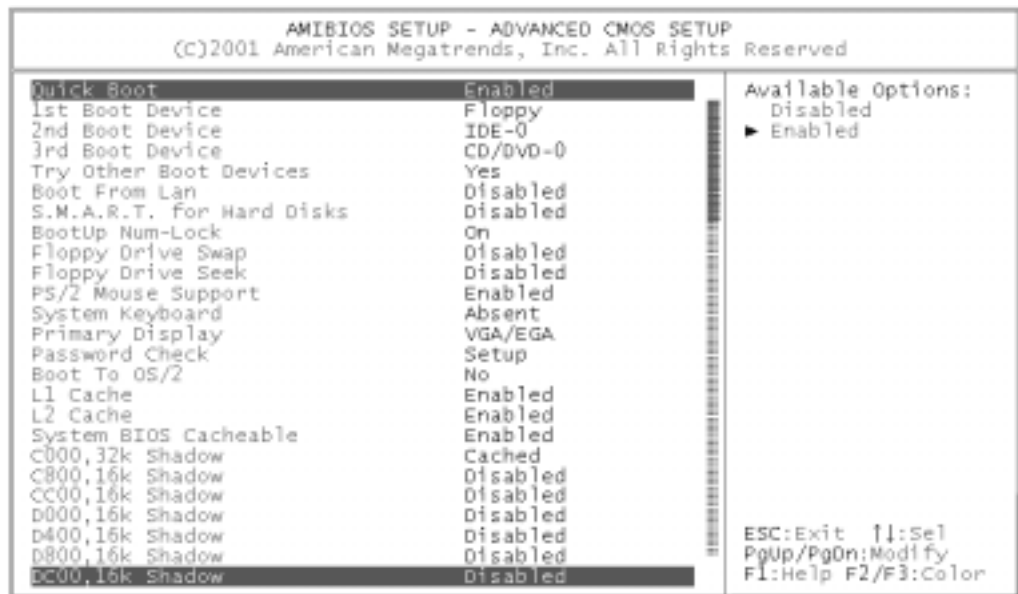 AMIBIOS SETUP - ADVANCED CMOS SETUP
(C)2001 American Megatrends, Inc. All Rights Reserved
Quick Boot Enabled
1st Boot Device Floppy
2nd Boot Device IDE-0
3rd Boot Device CD/DVD-0
Try Other Boot Devices Yes
Boot From Lan Disabled
S.M.A.R.T. for Hard Disks Disabled
BootUp Num-Lock On
Floppy Drive Swap Disabled
Floppy Drive Seek Disabled
PS/2 Mouse Support Enabled
System Keyboard Absent
Primary Display VGA/EGA
Password Check Setup
Boot To OS/2 No
L1 Cache Enabled
L2 Cache Enabled
System BIOS Cacheable Enabled
C000,32k Shadow Cached
C800,16k Shadow Disabled
CC00,16k Shadow Disabled
D000,16k Shadow Disabled
D400,16k Shadow Disabled
D800,16k Shadow Disabled
DC00,16k Shadow Disabled
Available Options:
Disabled
► Enabled
ESC:Exit ↑↓:Sel
PgUp/PgDn:Modify
F1:Help F2/F3:Color